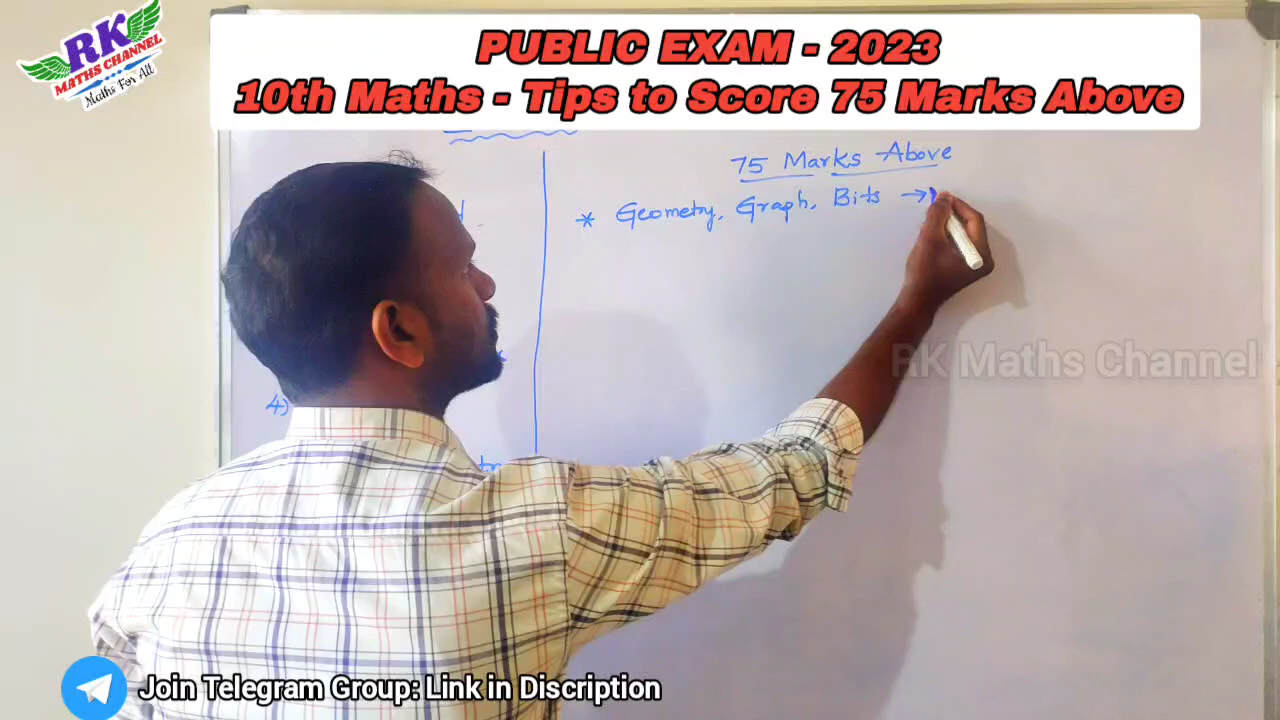 RK
MATHS CHANNEL
Maths For All
PUBLIC EXAM - 2023
10th Maths - Tips to Score 75 Marks Above
75 Marks Above
* Geometry, Graph, Bits →
RK Maths Channel
4)
Join Telegram Group: Link in Discription